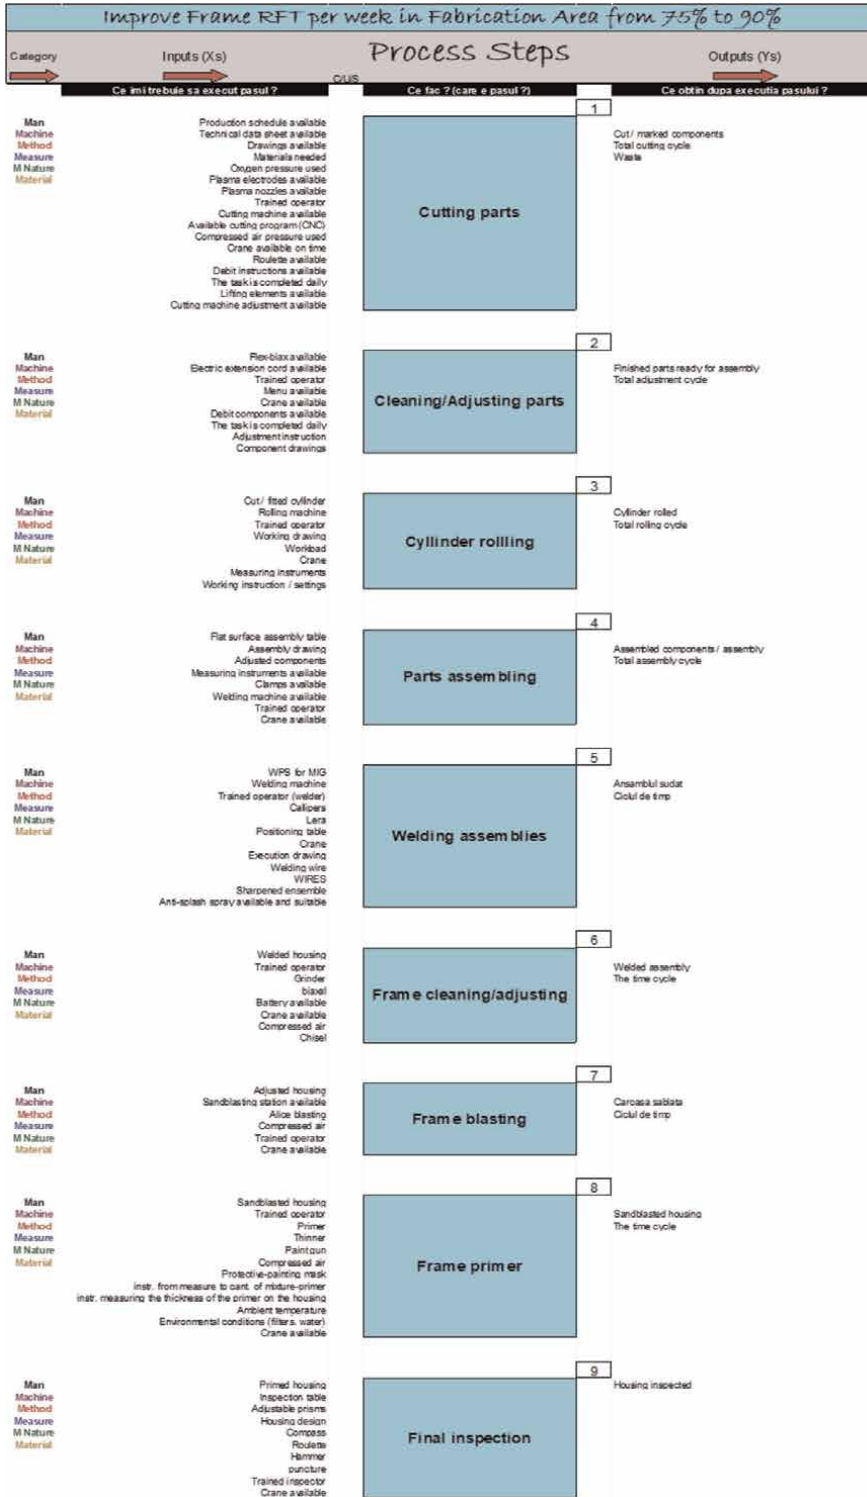 Improve Frame RFT per week in Fabrication Area from 75% to 90%
Category
Inputs (Xs)
Process Steps
Outputs (Ys)
C/U/S
Ce imi trebuie sa execut pasul ?
Ce fac ? (care e pasul ?)
Ce obtin dupa executia pasului ?
1
Man
Machine
Method
Measure
M Nature
Material
Production schedule available
Technical data sheet available
Drawings available
Materials needed
Oxygen pressure used
Plasma electrodes available
Plasma nozzles available
Trained operator
Cutting machine available
Available cutting program (CNC)
Compressed air pressure used
Crane available on time
Roulette available
Debit instructions available
The task is completed daily
Lifting elements available
Cutting machine adjustment available
Cutting parts
Cut / marked components
Total cutting cycle
Waste
2
Man
Machine
Method
Measure
M Nature
Material
Flex-biax available
Electric extension cord available
Trained operator
Menu available
Crane available
Debit components available
The task is completed daily
Adjustment instruction
Component drawings
Cleaning/Adjusting parts
Finished parts ready for assembly
Total adjustment cycle
3
Man
Machine
Method
Measure
M Nature
Material
Cut / fitted cylinder
Rolling machine
Trained operator
Working drawing
Workload
Crane
Measuring instruments
Working instruction / settings
Cyllinder rollling
Cyllinder rolled
Total rolling cycle
4
Man
Machine
Method
Measure
M Nature
Material
Flat surface assembly table
Assembly drawing
Adjusted components
Measuring instruments available
Clamps available
Welding machine available
Trained operator
Crane available
Parts assembling
Assembled components / assembly
Total assembly cycle
5
Man
Machine
Method
Measure
M Nature
Material
WPS for MIG
Welding machine
Trained operator (welder)
Callipers
Lera
Positioning table
Crane
Execution drawing
Welding wire
WIRES
Sharpened ensemble
Anti-splash spray available and suitable
Welding assemblies
Ansamblul sudat
Ciclul de timp
6
Man
Machine
Method
Measure
M Nature
Material
Welded housing
Trained operator
Grinder
biaxel
Battery available
Crane available
Compressed air
Chisel
Frame cleaning/adjusting
Welded assembly
The time cycle
7
Man
Machine
Method
Measure
M Nature
Material
Adjusted housing
Sandblasting station available
Alice blasting
Compressed air
Trained operator
Crane available
Frame blasting
Carcasa sablata
Ciclul de timp
8
Man
Machine
Method
Measure
M Nature
Material
Sandblasted housing
Trained operator
Primer
Thinner
Paint gun
Compressed air
Protective-painting mask
instr. from measure to cant. of mixture-primer
instr. measuring the thickness of the primer on the housing
Ambient temperature
Environmental conditions (filters, water)
Crane available
Frame primer
Sandblasted housing
The time cycle
9
Man
Machine
Method
Measure
M Nature
Material
Primed housing
Inspection table
Adjustable prisms
Housing design
Compass
Roulette
Hammer
puncture
Trained inspector
Crane available
Final inspection
Housing inspected